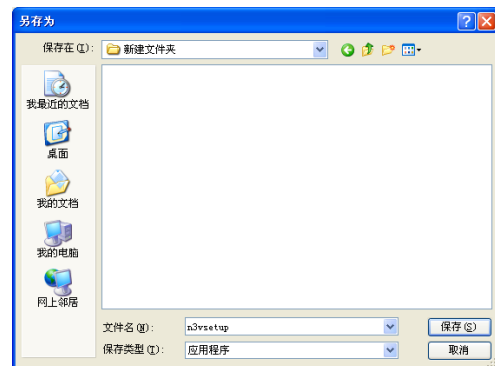 另存为
保存在(I):
新建文件夹
我最近的文档
桌面
我的文档
我的电脑
网上邻居
文件名(N):
n3vsetup
保存(S)
保存类型(T):
应用程序
取消